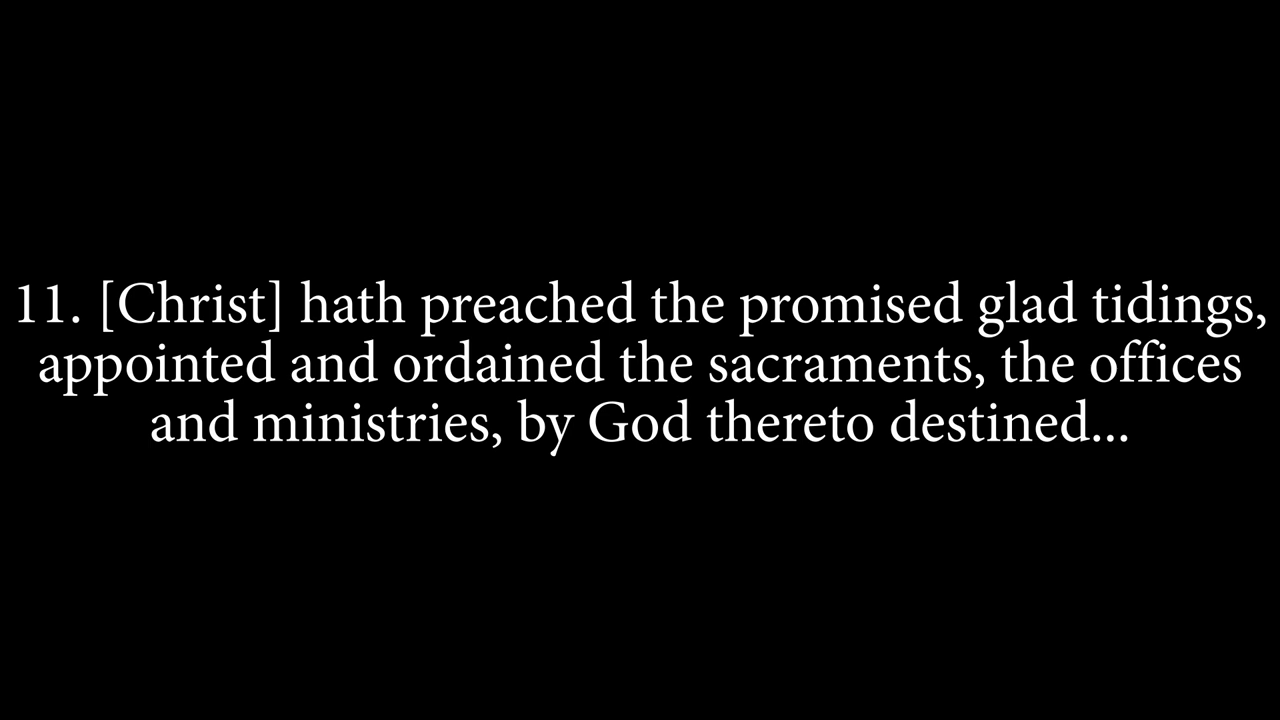 11. [Christ] hath preached the promised glad tidings,
appointed and ordained the sacraments, the offices
and ministries, by God thereto destined...